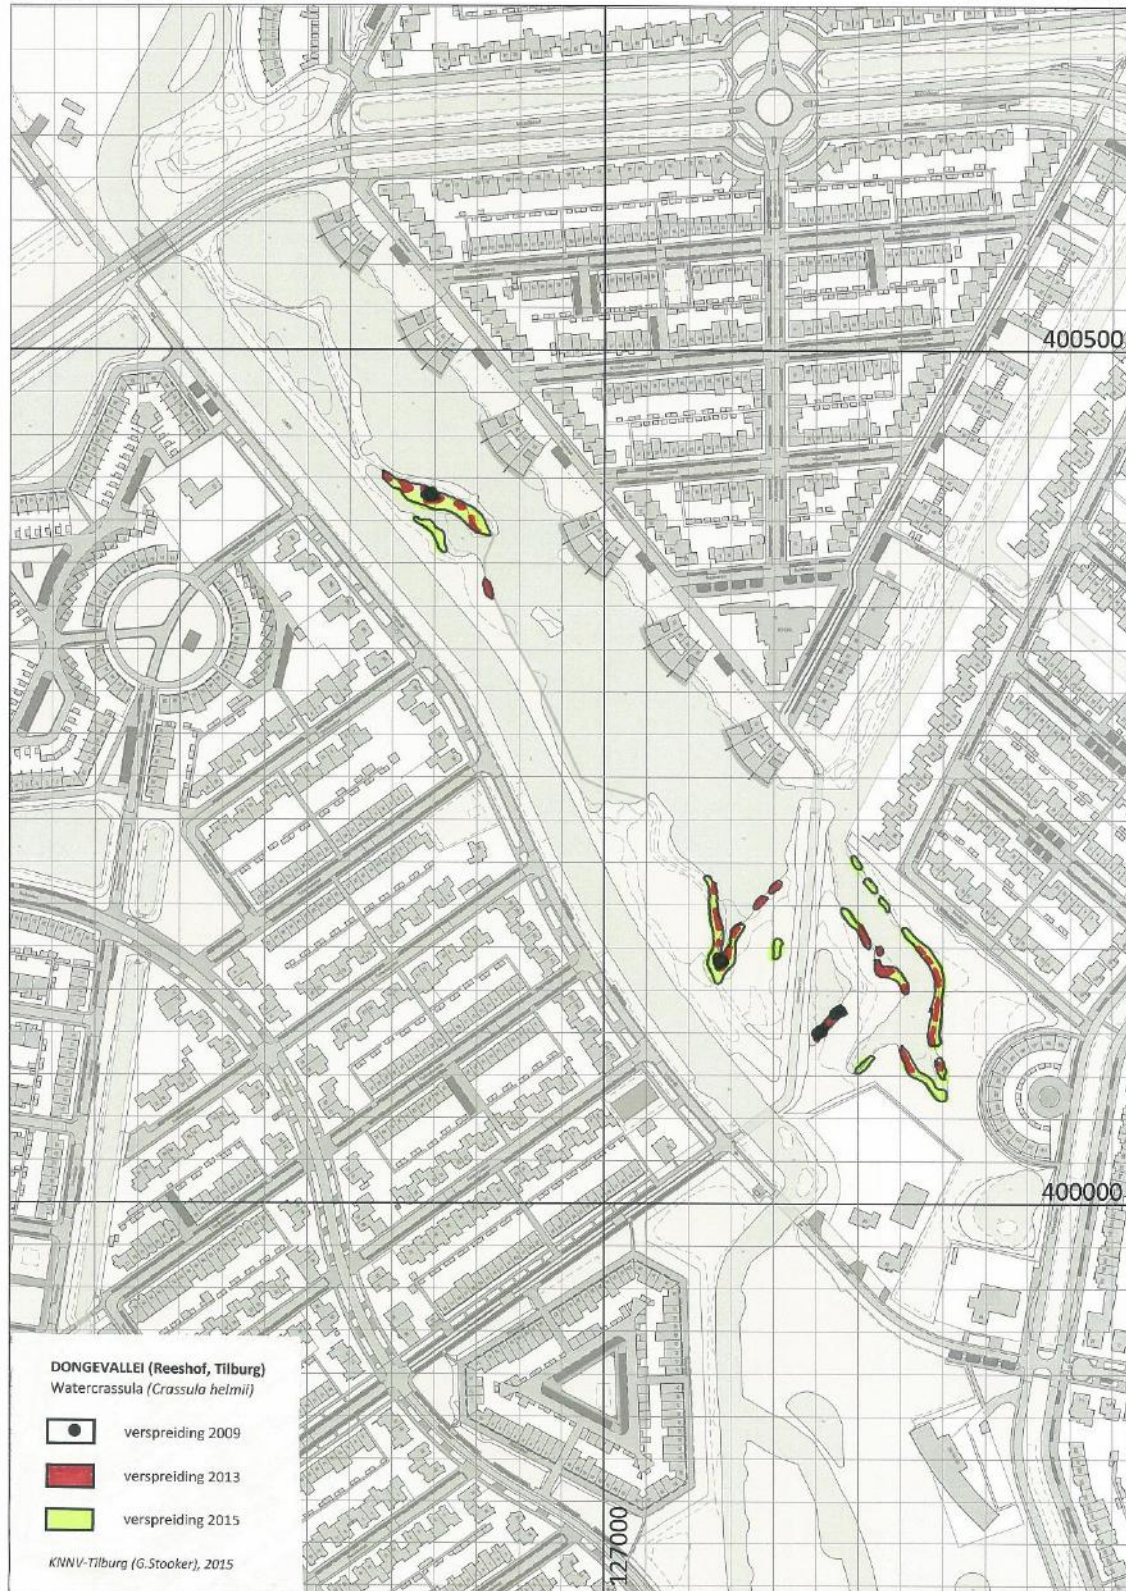 400500
400000
127000
DONGEVALLEI (Reeshof, Tilburg)
Watercrassula (Crassula helmii)
verspreiding 2009
verspreiding 2013
verspreiding 2015
KNNV-Tilburg (G.Stooker), 2015